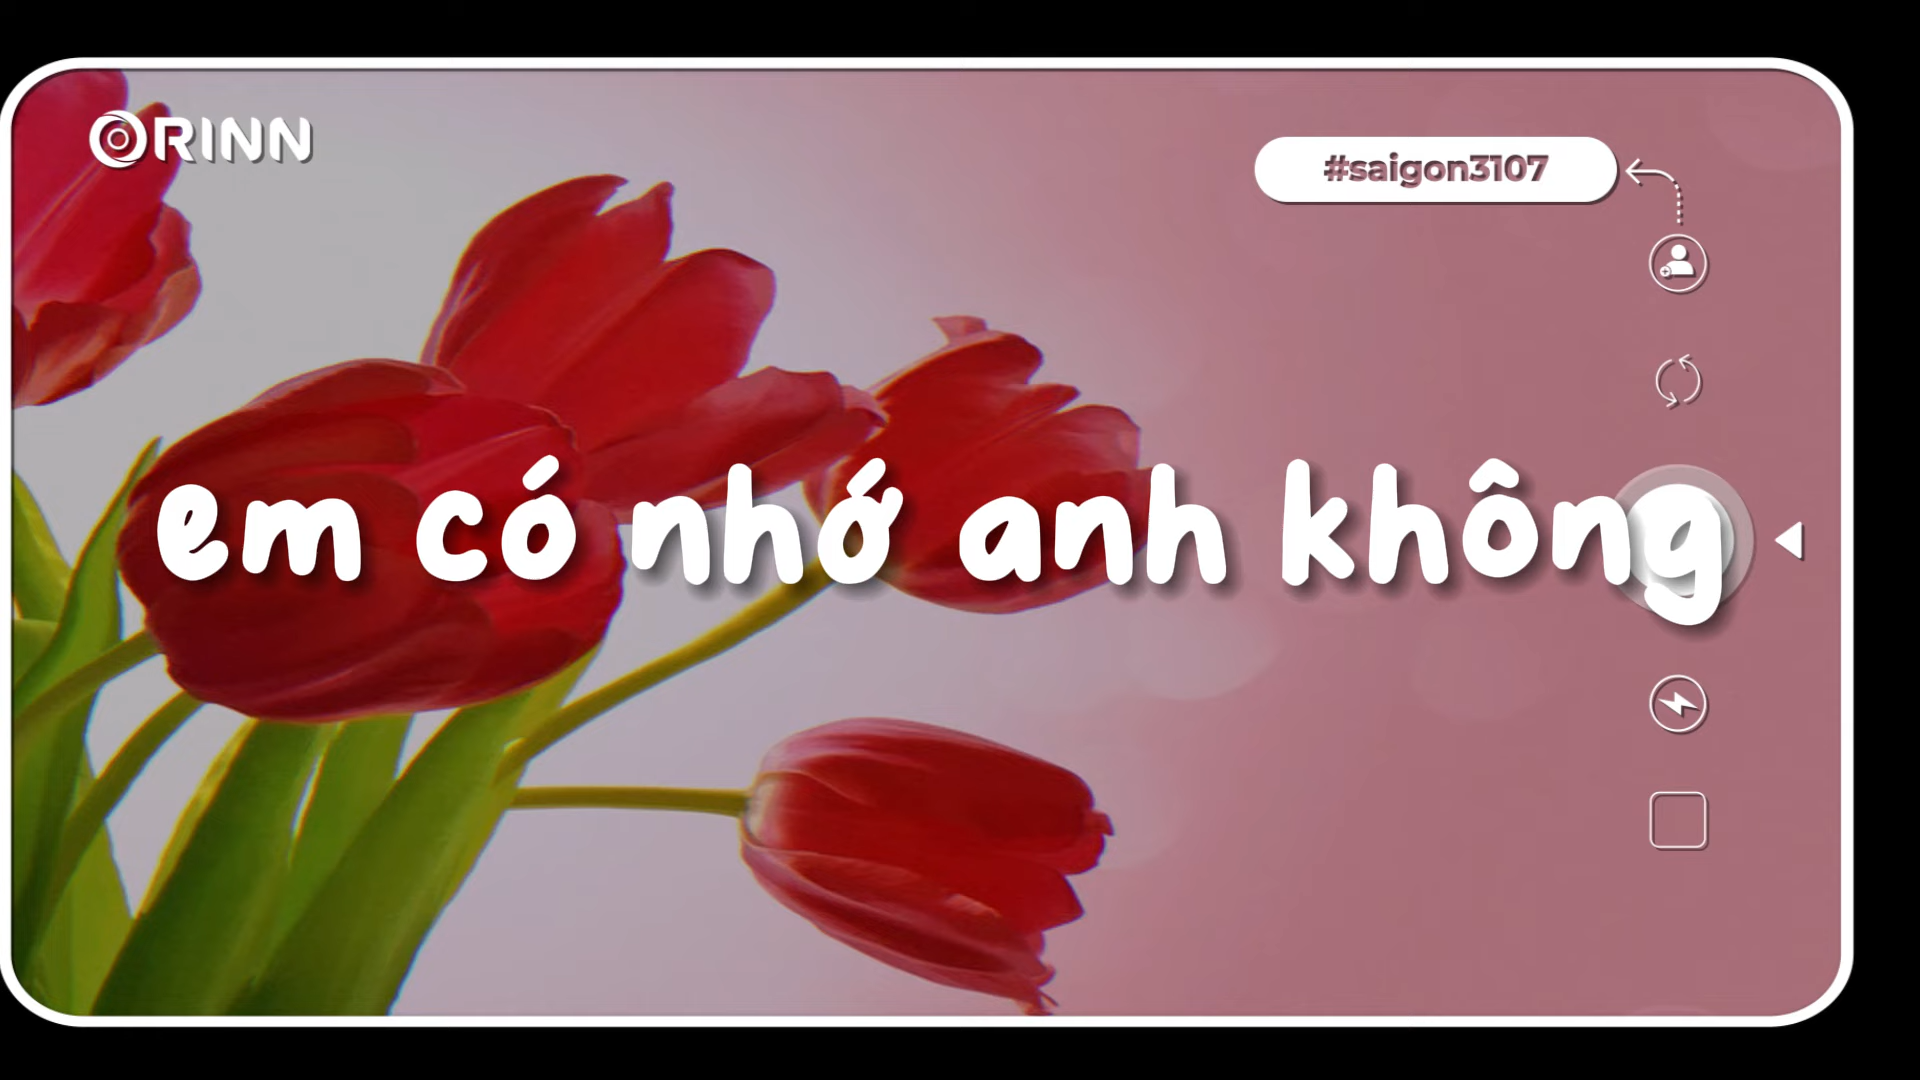 ORINN
#saigon3107
em có nhớ anh không